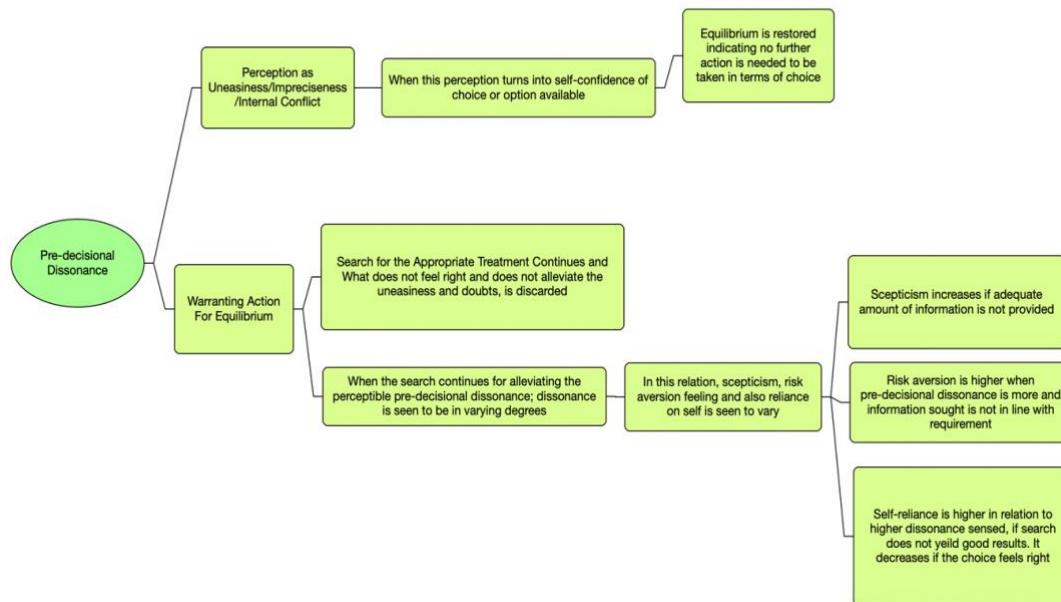 Pre-decisional
Dissonance
Perception as
Uneasiness/Impreciseness
/Internal Conflict
When this perception turns into self-confidence of
choice or option available
Equilibrium is restored
indicating no further
action is needed to be
taken in terms of choice
Warranting Action
For Equilibrium
Search for the Appropriate Treatment Continues and
What does not feel right and does not alleviate the
uneasiness and doubts, is discarded
When the search continues for alleviating the
perceptible pre-decisional dissonance; dissonance
is seen to be in varying degrees
In this relation, scepticism, risk
aversion feeling and also reliance
on self is seen to vary
Scepticism increases if adequate
amount of information is not provided
Risk aversion is higher when
pre-decisional dissonance is more and
information sought is not in line with
requirement
Self-reliance is higher in relation to
higher dissonance sensed, if search
does not yeild good results. It
decreases if the choice feels right